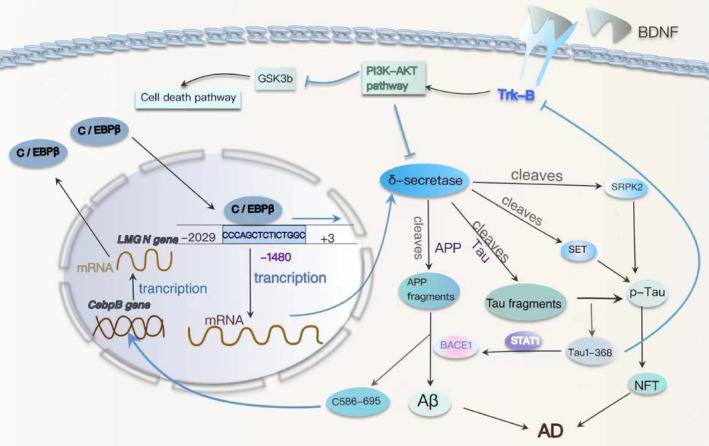 BDNF
PI3K-AKT
pathway
GSK3b
Cell death pathway
Trk-B
C / EBPβ
C / EBPβ
δ-secretase
cleaves
SRPK2
C / EBPβ
cleaves
LMG N gene
-2029
CCCAGCTCTICTGGC
+3
cleaves
APP
cleaves
Tau
SET
mRNA
-1480
trancription
trancription
APP
fragments
Tau fragments
p-Tau
CebpB gene
mRNA
BACE1
STAT1
Tau1-368
NFT
C586-695
Aβ
AD